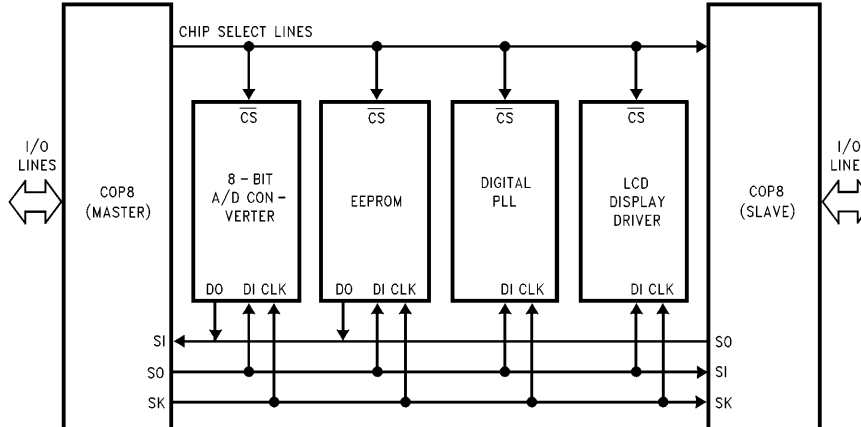 CHIP SELECT LINES
CS
CS
CS
CS
I/O
LINES
COP8
(MASTER)
8 - BIT
A/D CON -
VERTER
EEPROM
DIGITAL
PLL
LCD
DISPLAY
DRIVER
COP8
(SLAVE)
I/O
LINE
DO DI CLK
DO DI CLK
DI CLK
DI CLK
SI
SO
SO
SI
SK
SK